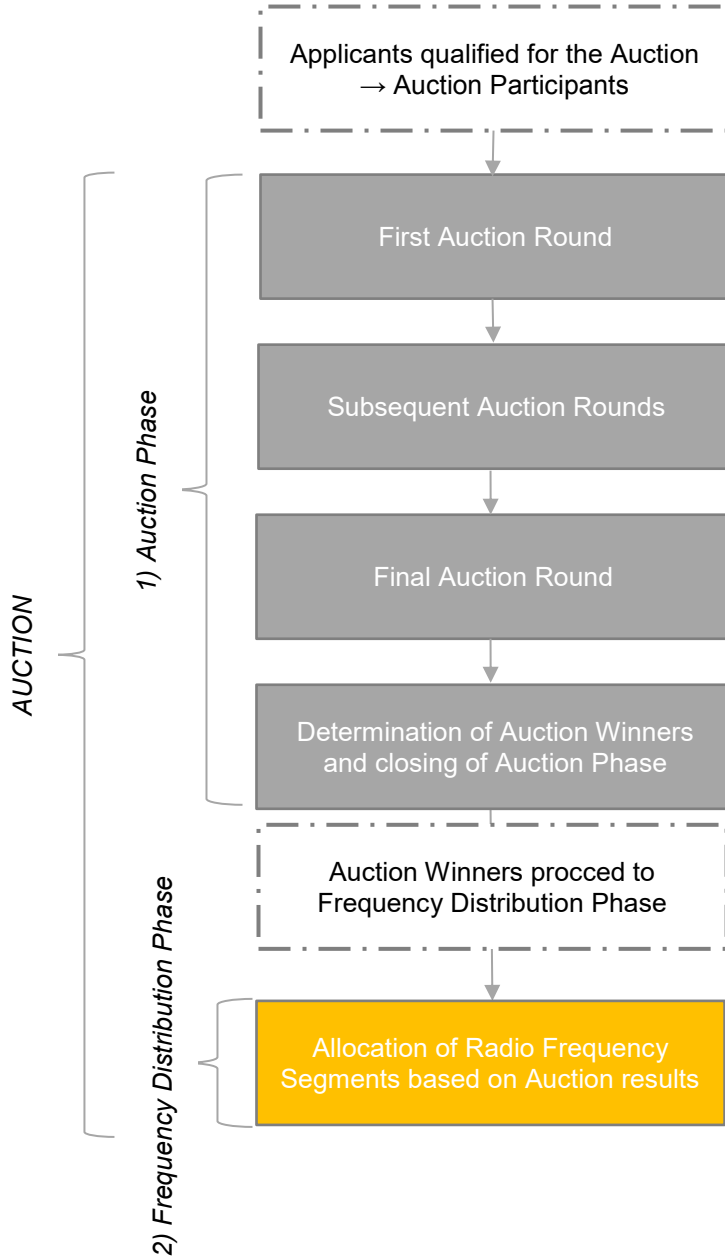 Applicants qualified for the Auction
→ Auction Participants
First Auction Round
Subsequent Auction Rounds
Final Auction Round
Determination of Auction Winners
and closing of Auction Phase
Auction Winners procced to
Frequency Distribution Phase
Allocation of Radio Frequency
Segments based on Auction results
AUCTION
1) Auction Phase
2) Frequency Distribution Phase